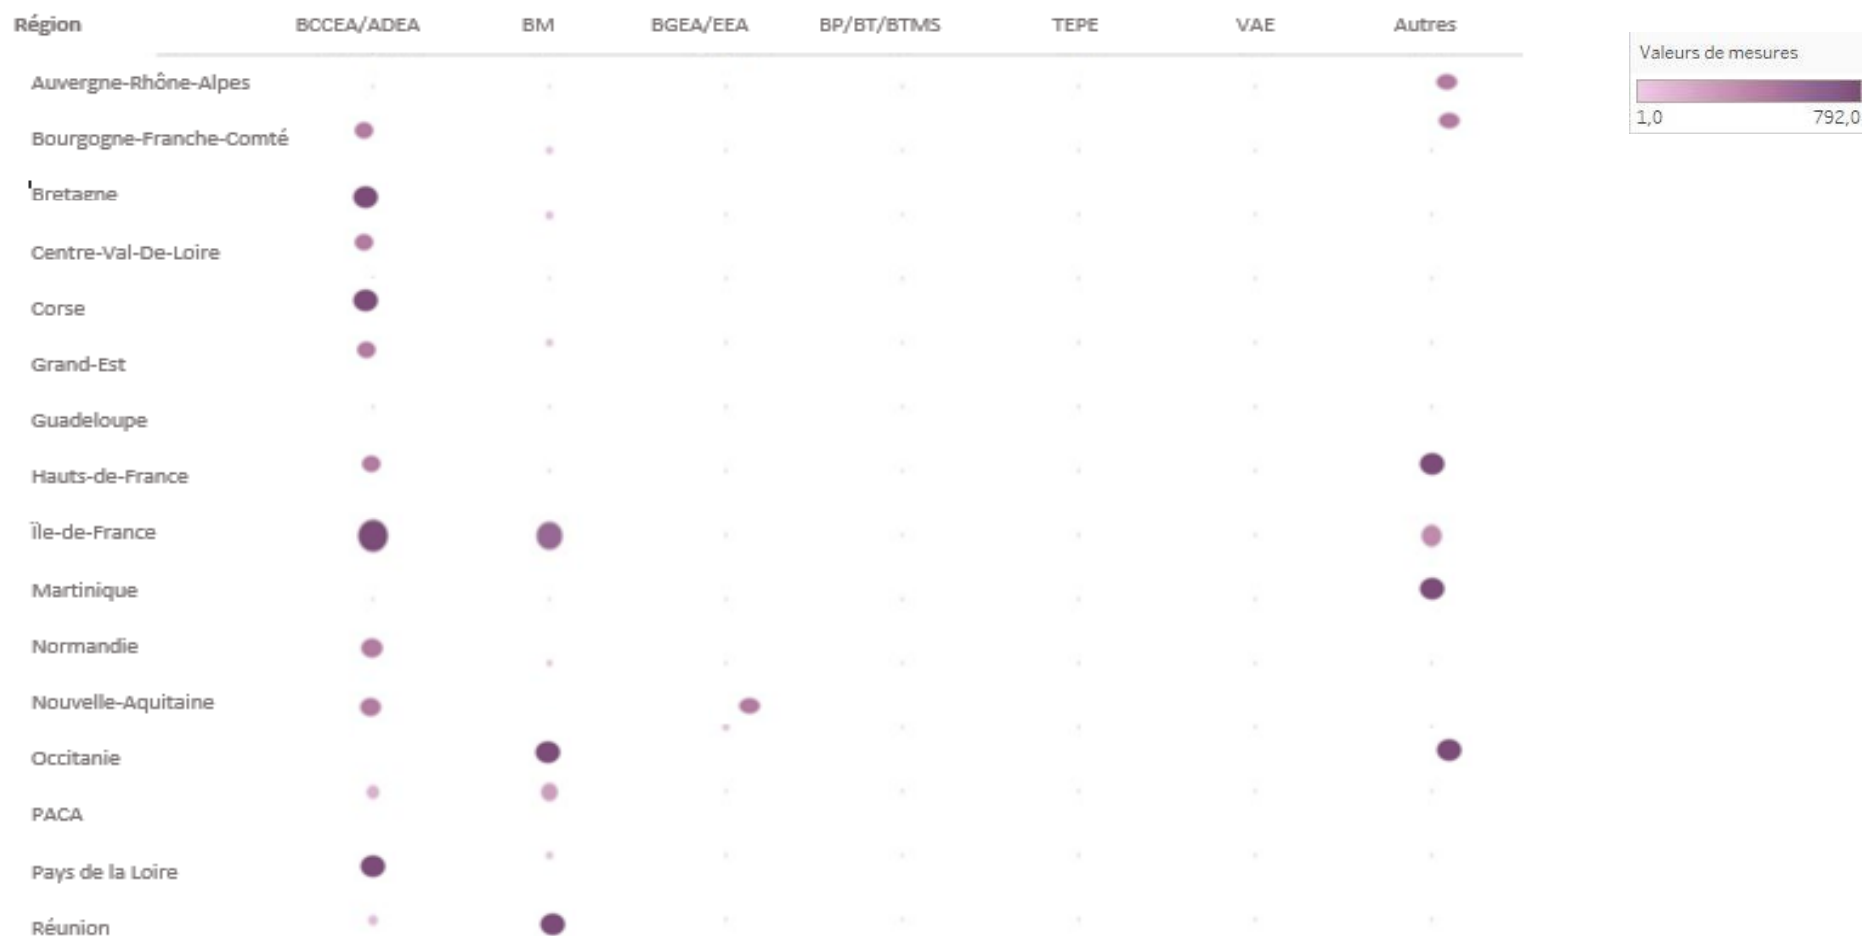 Région BCCEA/ADEA BM BGEA/EEA BP/BT/BTMS TEPE VAE Autres
Valeurs de mesures
1,0 792,0
Auvergne-Rhône-Alpes
Bourgogne-Franche-Comté
Bretagne
Centre-Val-De-Loire
Corse
Grand-Est
Guadeloupe
Hauts-de-France
Île-de-France
Martinique
Normandie
Nouvelle-Aquitaine
Occitanie
PACA
Pays de la Loire
Réunion